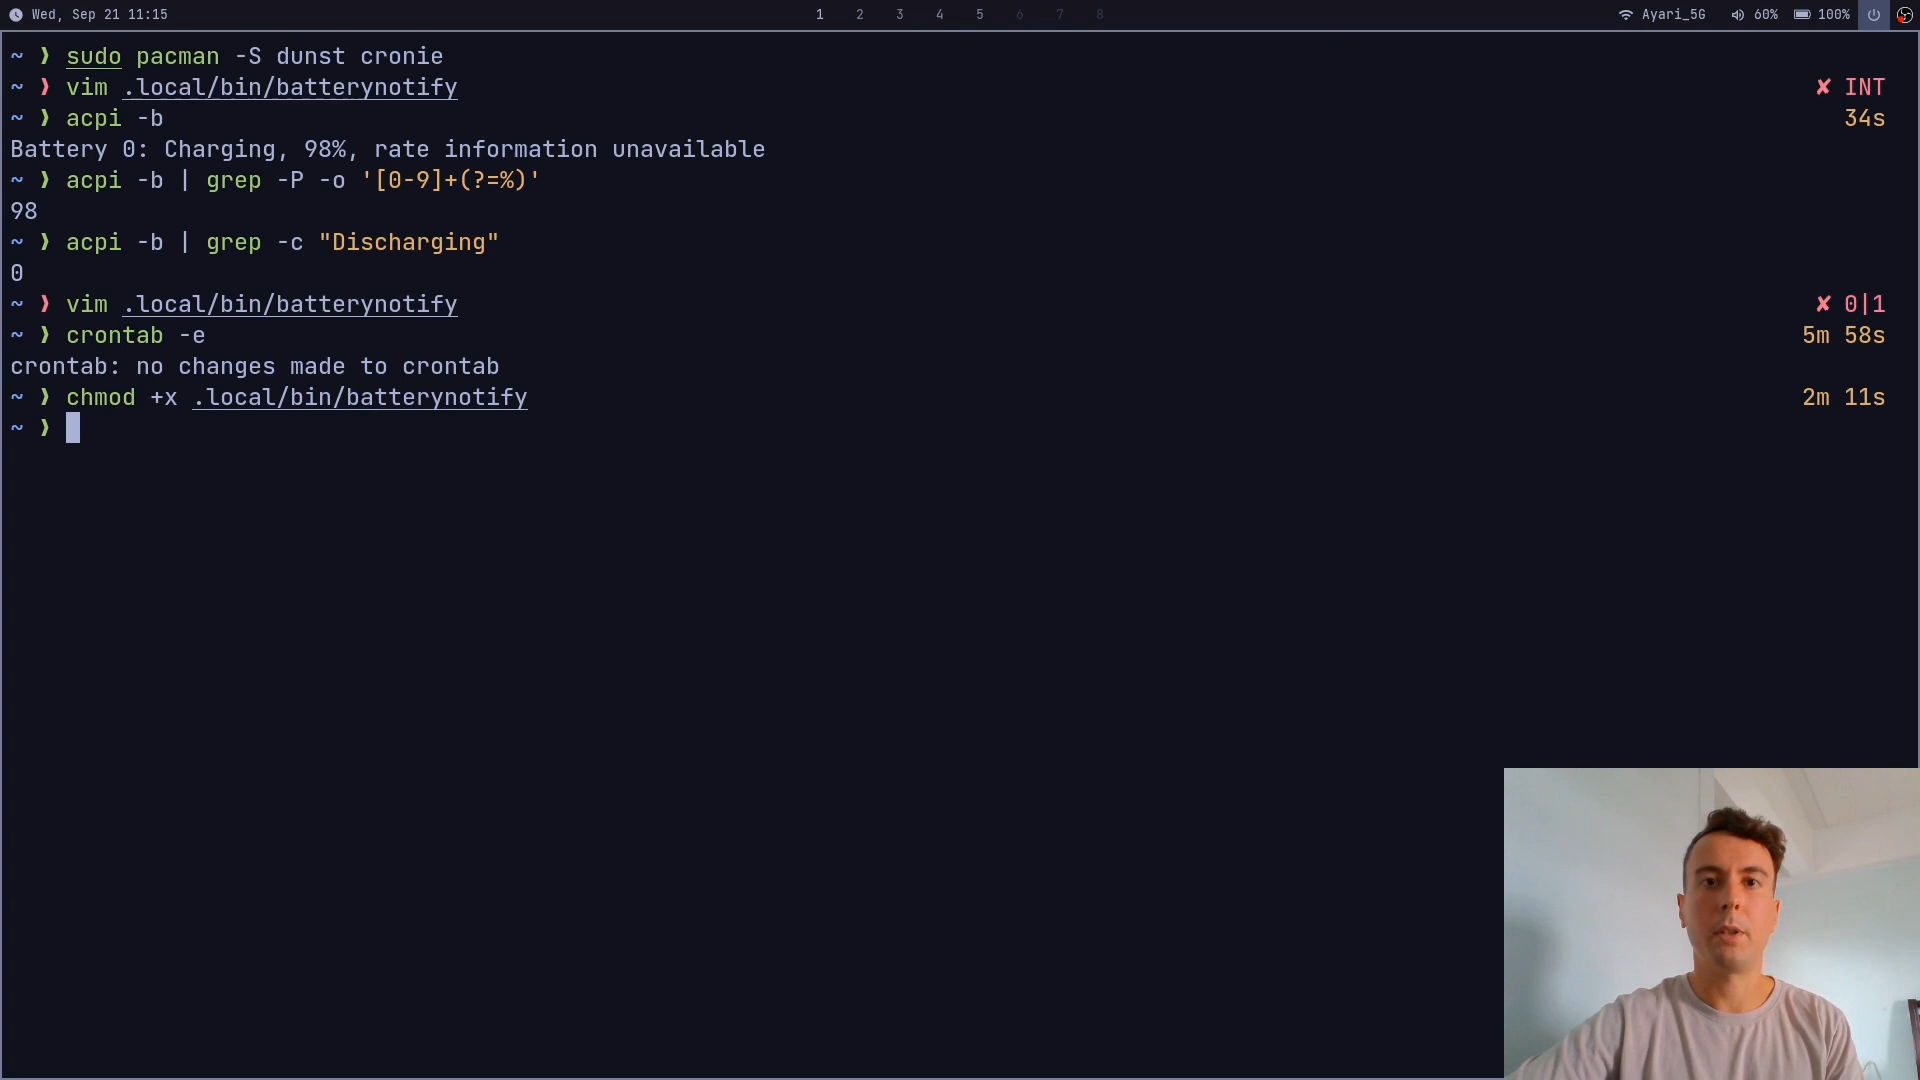 Wed, Sep 21 11:15 1 2 3 4 5 6 7 8 Ayari_5G 60% 100%
~ ❱ sudo pacman -S dunst cronie
~ ❱ vim .local/bin/batterynotify ✘ INT
~ ❱ acpi -b 34s
Battery 0: Charging, 98%, rate information unavailable
~ ❱ acpi -b | grep -P -o '[0-9]+(?=%)'
98
~ ❱ acpi -b | grep -c "Discharging"
0
~ ❱ vim .local/bin/batterynotify ✘ 0|1
~ ❱ crontab -e 5m 58s
crontab: no changes made to crontab
~ ❱ chmod +x .local/bin/batterynotify 2m 11s
~ ❱